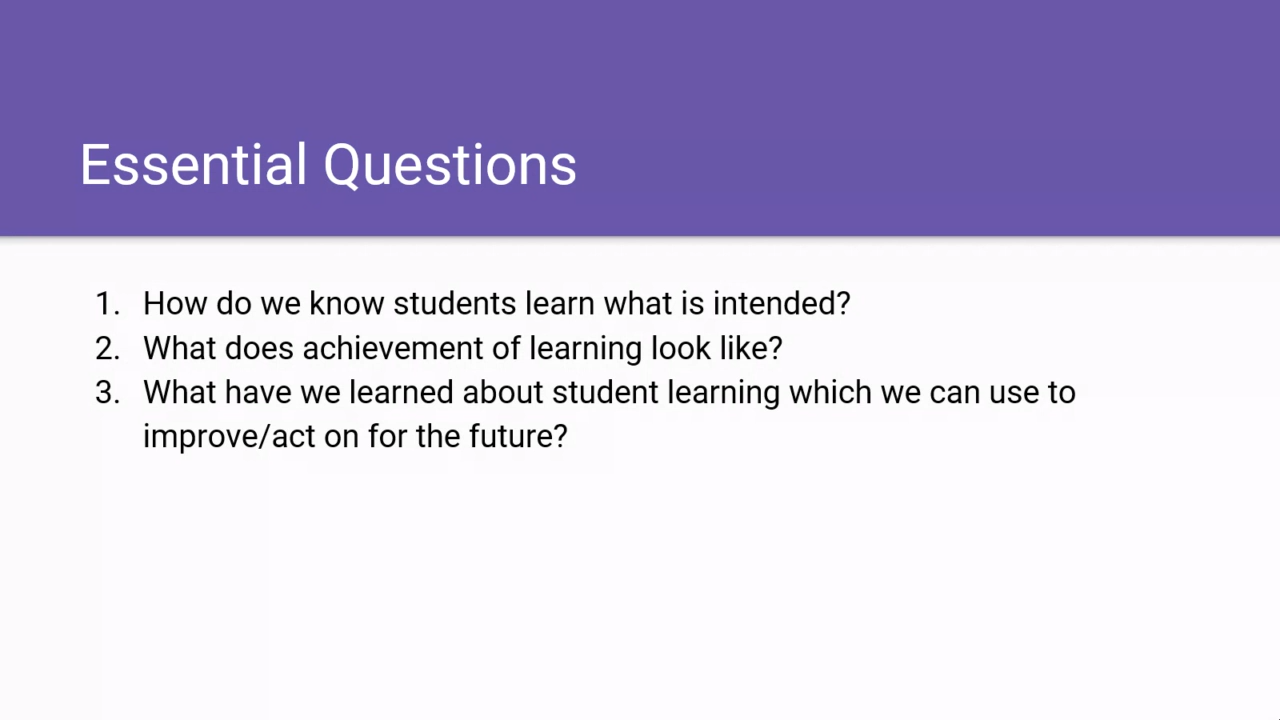 Essential Questions
1. How do we know students learn what is intended?
2. What does achievement of learning look like?
3. What have we learned about student learning which we can use to
improve/act on for the future?